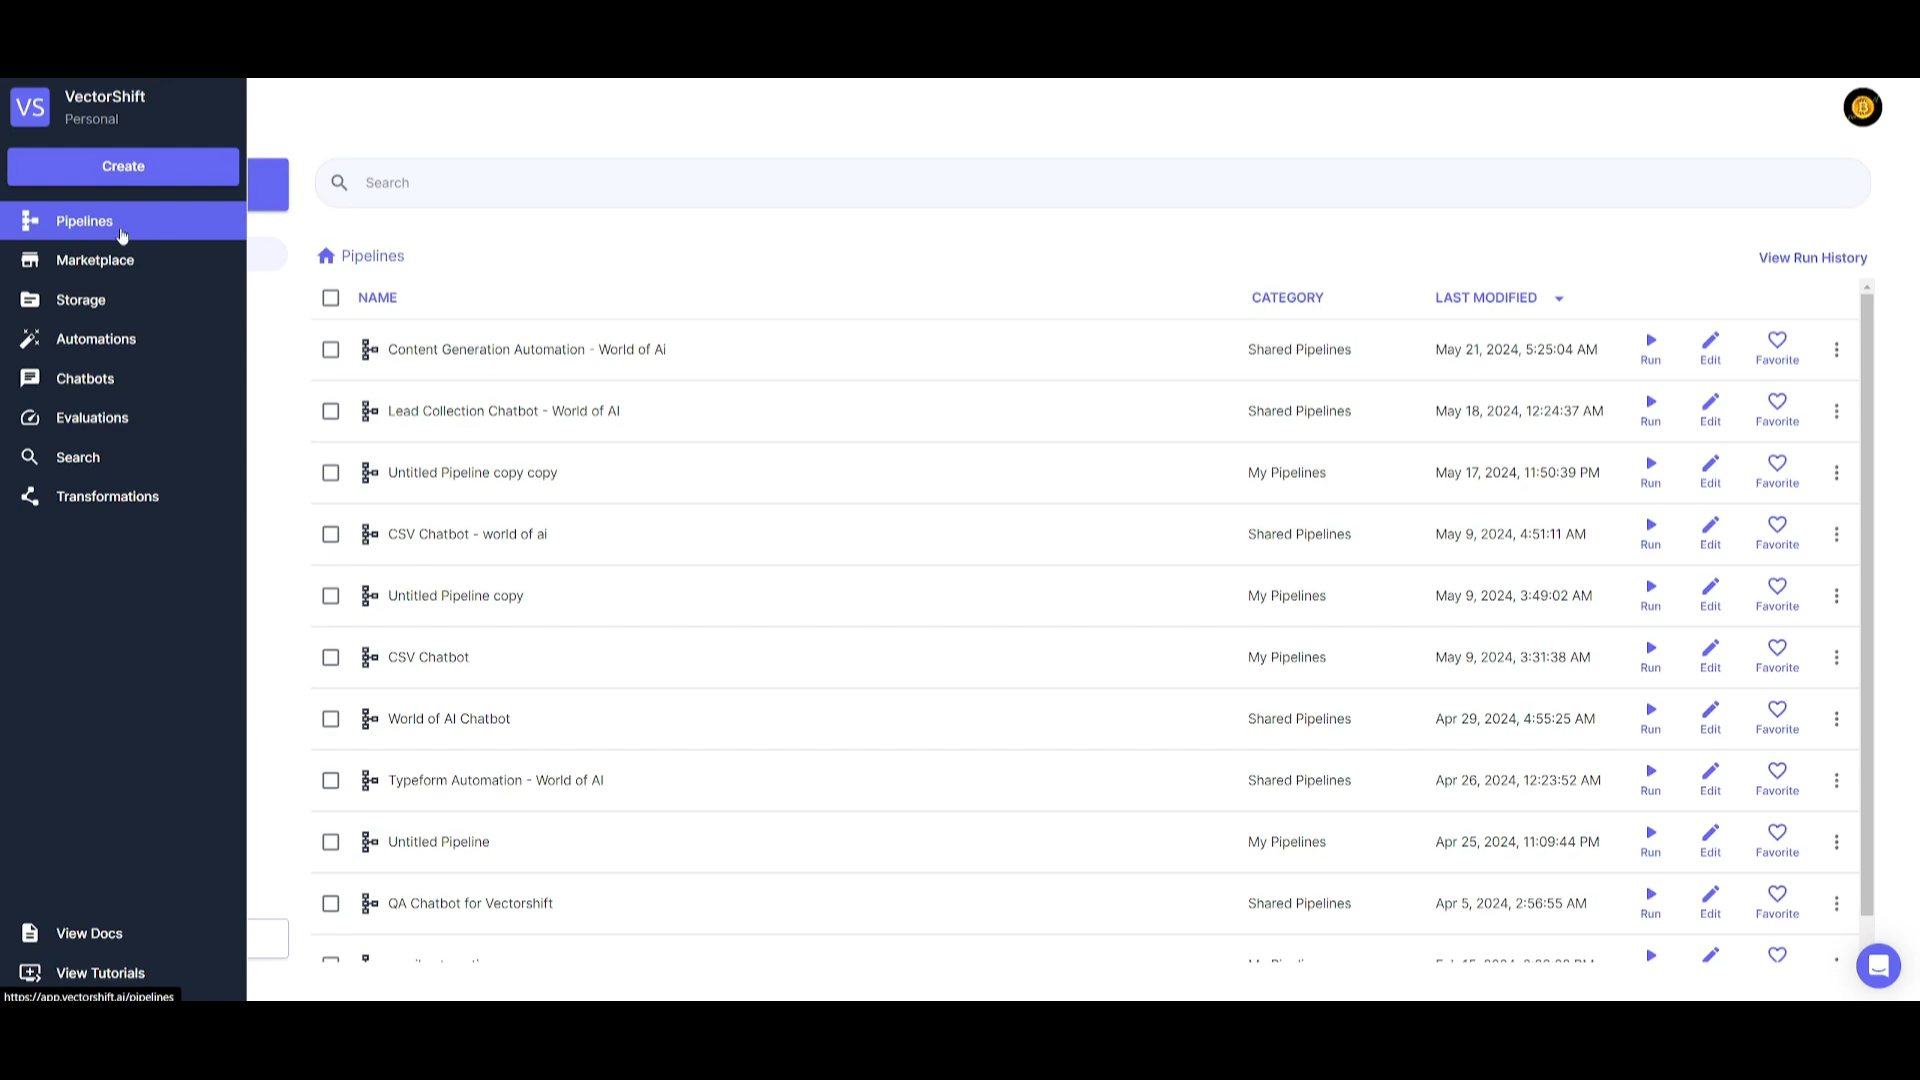 VS
VectorShift
Personal
Create
Pipelines
Marketplace
Storage
Automations
Chatbots
Evaluations
Search
Transformations
View Docs
View Tutorials
https://app.vectorshift.ai/pipelines
Search
Pipelines
View Run History
NAME CATEGORY LAST MODIFIED
Content Generation Automation - World of Ai Shared Pipelines May 21, 2024, 5:25:04 AM Run Edit Favorite
Lead Collection Chatbot - World of AI Shared Pipelines May 18, 2024, 12:24:37 AM Run Edit Favorite
Untitled Pipeline copy copy My Pipelines May 17, 2024, 11:50:39 PM Run Edit Favorite
CSV Chatbot - world of ai Shared Pipelines May 9, 2024, 4:51:11 AM Run Edit Favorite
Untitled Pipeline copy My Pipelines May 9, 2024, 3:49:02 AM Run Edit Favorite
CSV Chatbot My Pipelines May 9, 2024, 3:31:38 AM Run Edit Favorite
World of AI Chatbot Shared Pipelines Apr 29, 2024, 4:55:25 AM Run Edit Favorite
Typeform Automation - World of AI Shared Pipelines Apr 26, 2024, 12:23:52 AM Run Edit Favorite
Untitled Pipeline My Pipelines Apr 25, 2024, 11:09:44 PM Run Edit Favorite
QA Chatbot for Vectorshift Shared Pipelines Apr 5, 2024, 2:56:55 AM Run Edit Favorite